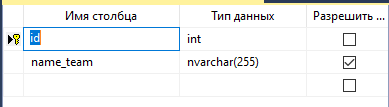 Имя столбца Тип данных Разрешить ...
id int
name_team nvarchar(255)